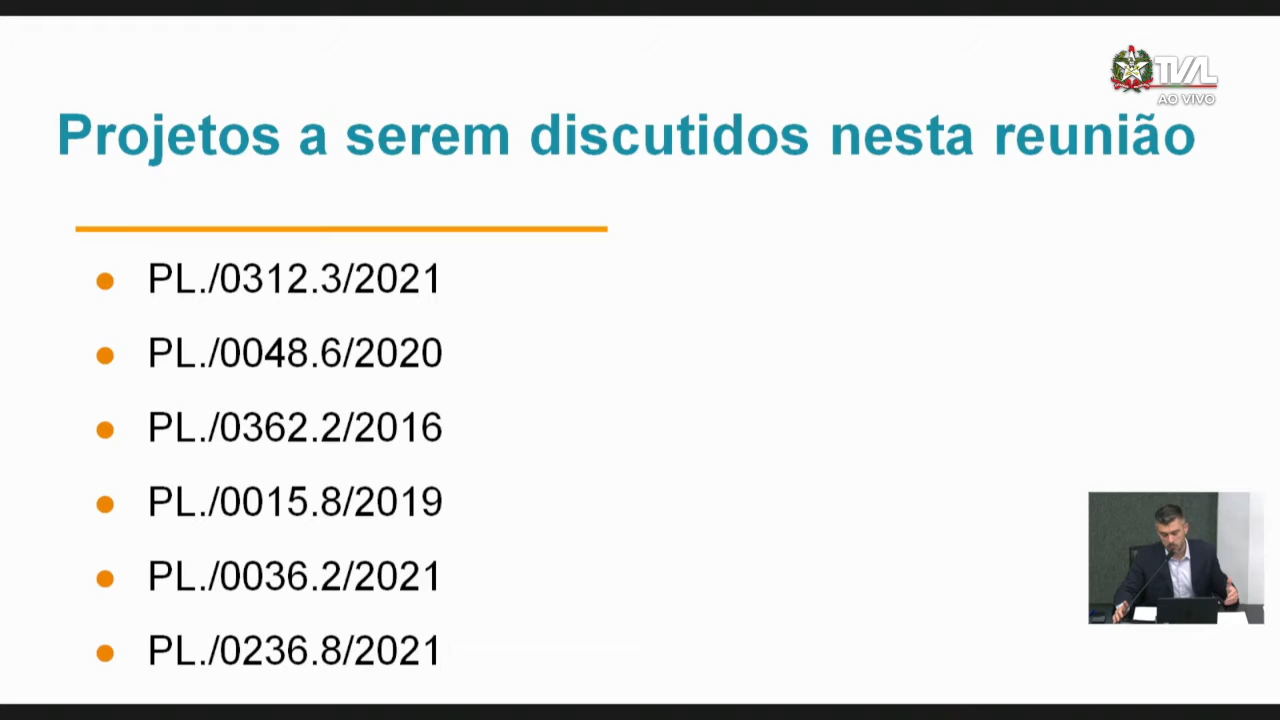 TVAL
AO VIVO
Projetos a serem discutidos nesta reunião
PL./0312.3/2021
PL./0048.6/2020
PL./0362.2/2016
PL./0015.8/2019
PL./0036.2/2021
PL./0236.8/2021